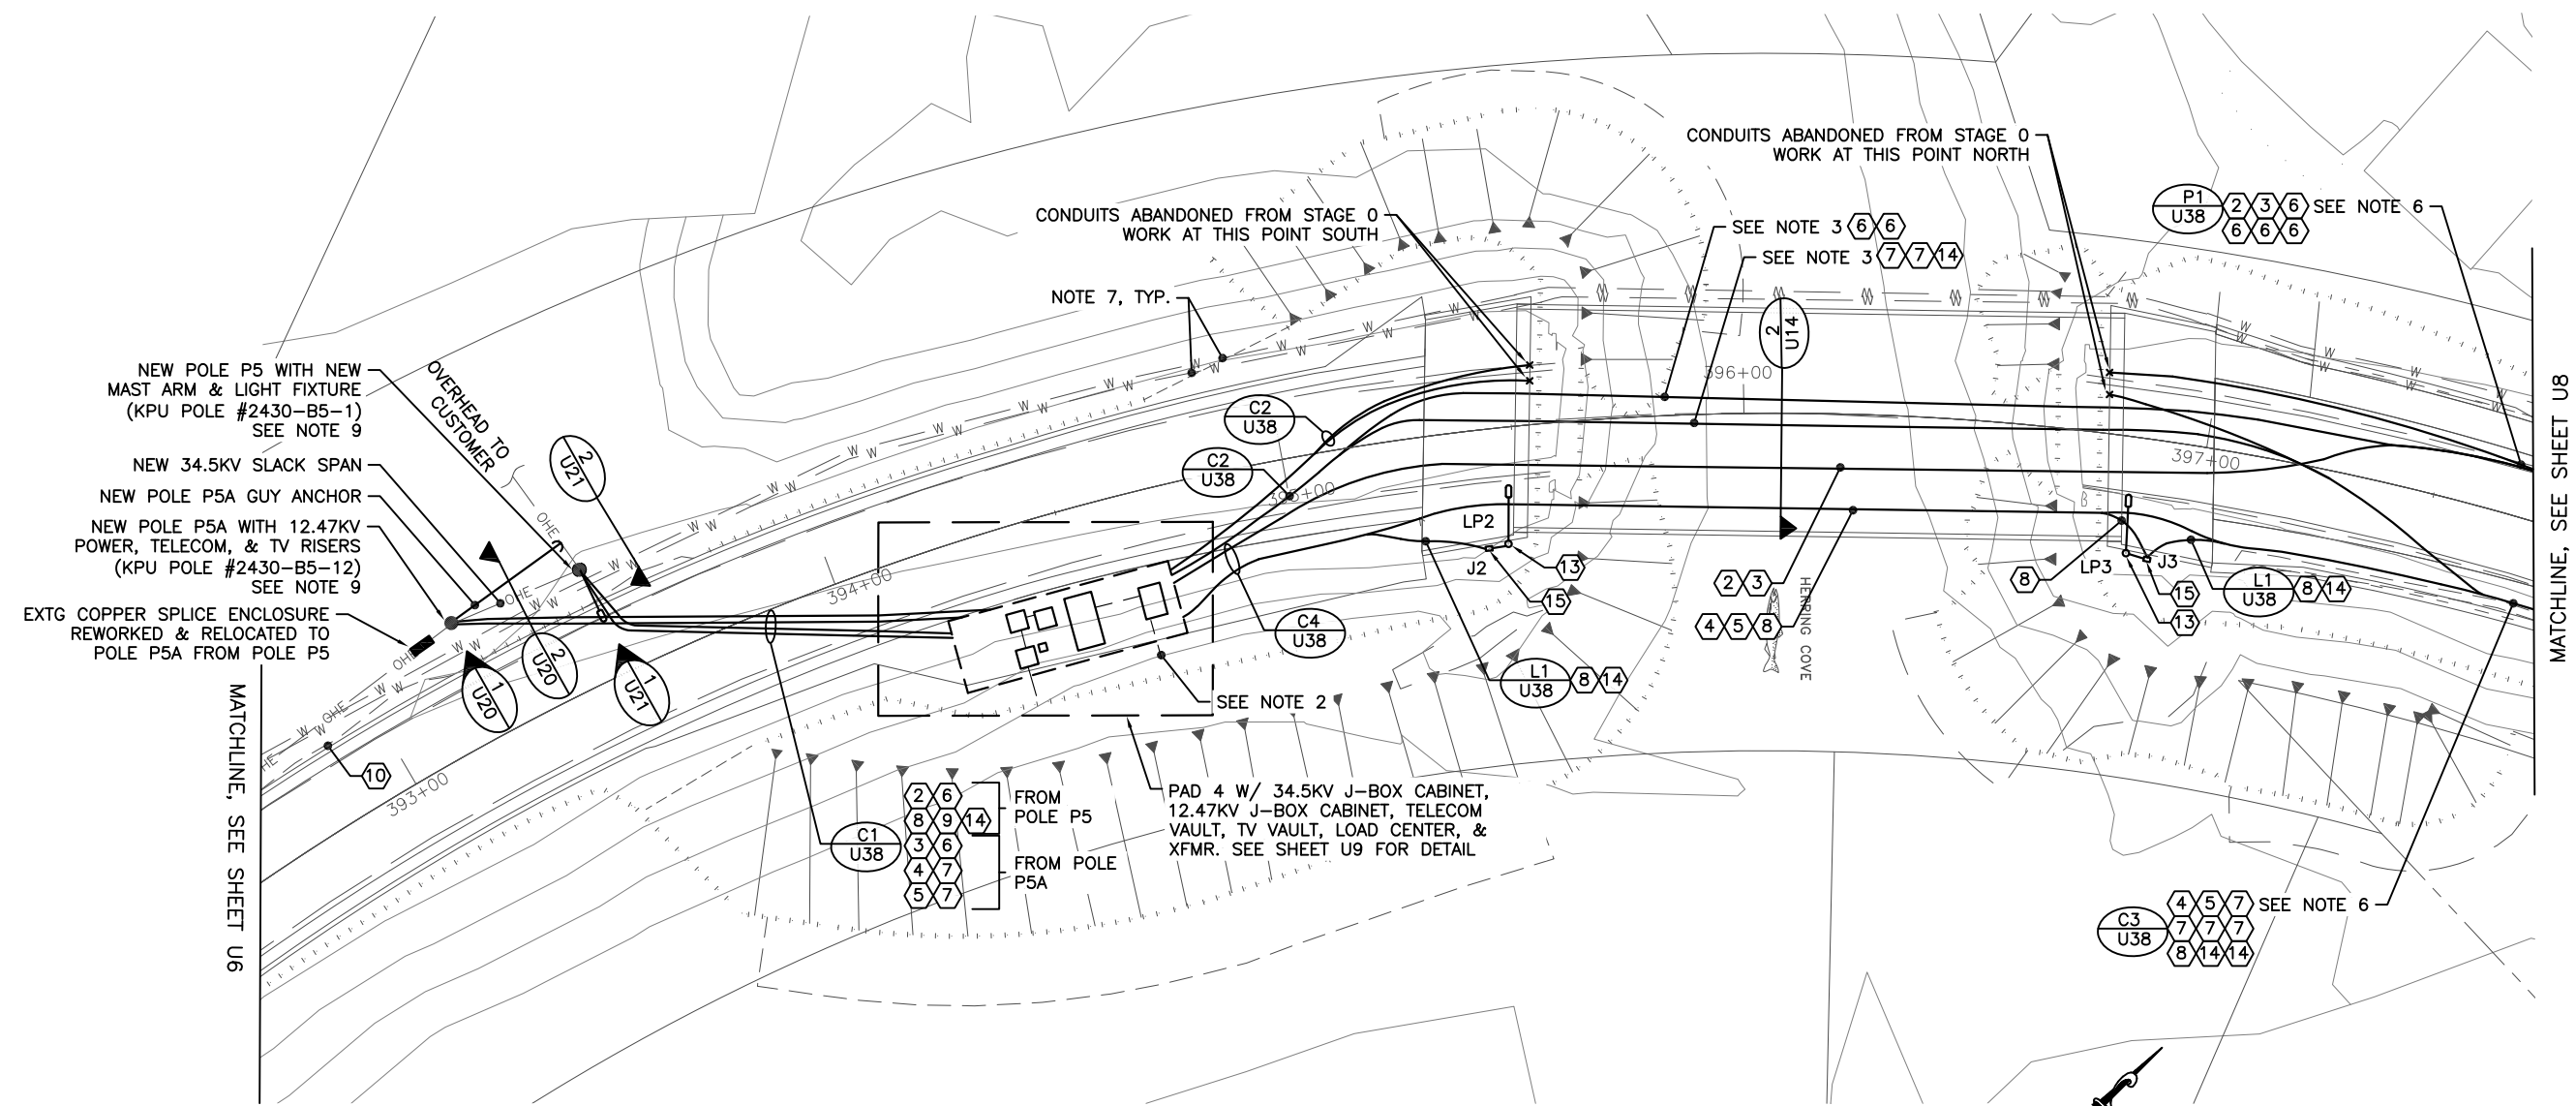 CONDUITS ABANDONED FROM STAGE 0
WORK AT THIS POINT NORTH
P1
U38
2 3 6
6 6 6
SEE NOTE 6
CONDUITS ABANDONED FROM STAGE 0
WORK AT THIS POINT SOUTH
SEE NOTE 3 6 6
SEE NOTE 3 7 7 14
NOTE 7, TYP.
2
U14
396+00
NEW POLE P5 WITH NEW
MAST ARM & LIGHT FIXTURE
(KPU POLE #2430-B5-1)
SEE NOTE 9
OVERHEAD TO
CUSTOMER
NEW 34.5KV SLACK SPAN
NEW POLE P5A GUY ANCHOR
NEW POLE P5A WITH 12.47KV
POWER, TELECOM, & TV RISERS
(KPU POLE #2430-B5-12)
SEE NOTE 9
EXTG COPPER SPLICE ENCLOSURE
REWORKED & RELOCATED TO
POLE P5A FROM POLE P5
2
U21
OHE
OHE
OHE
OHE
HE
W W W W W W W W W W W W W W W W W W W W
C2
U38
C2
U38
395+00
397+00
394+00
393+00
LP2
J2
13
15
C4
U38
2 3
4 5 8
HERRING COVE
8
LP3
J3
15
13
L1
U38
8 14
L1
U38
8 14
1
U20
2
U20
1
U21
10
SEE NOTE 2
PAD 4 W/ 34.5KV J-BOX CABINET,
12.47KV J-BOX CABINET, TELECOM
VAULT, TV VAULT, LOAD CENTER, &
XFMR. SEE SHEET U9 FOR DETAIL
C1
U38
2 6
8 9 14
3 6
4 7
5 7
FROM
POLE P5
FROM POLE
P5A
C3
U38
4 5 7
7 7 7
8 14 14
SEE NOTE 6
MATCHLINE, SEE SHEET U6
MATCHLINE, SEE SHEET U8